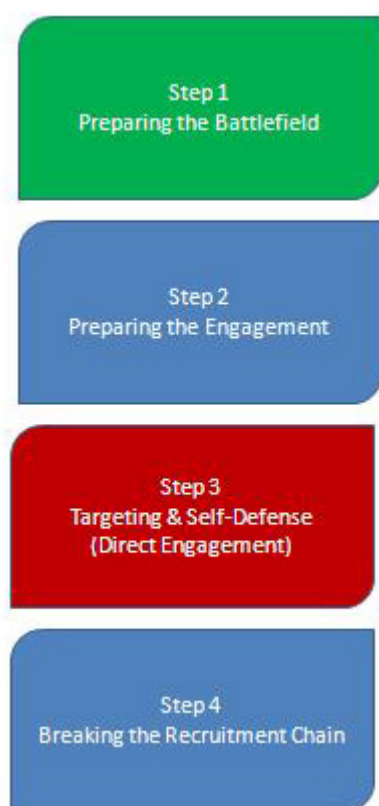 Step 1
Preparing the Battlefield
Step 2
Preparing the Engagement
Step 3
Targeting & Self-Defense
(Direct Engagement)
Step 4
Breaking the Recruitment Chain